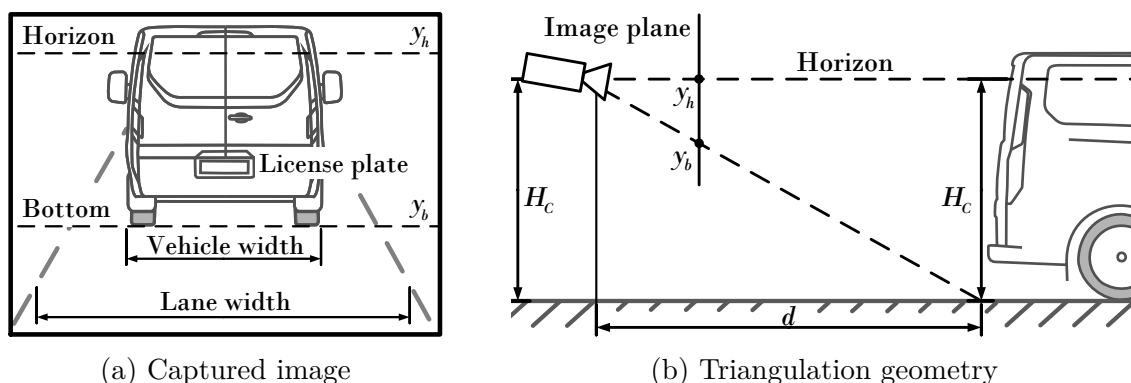 Horizon
y_h
License plate
Bottom
y_b
Vehicle width
Lane width
(a) Captured image
Image plane
Horizon
y_h
y_b
H_C
H_C
d
(b) Triangulation geometry